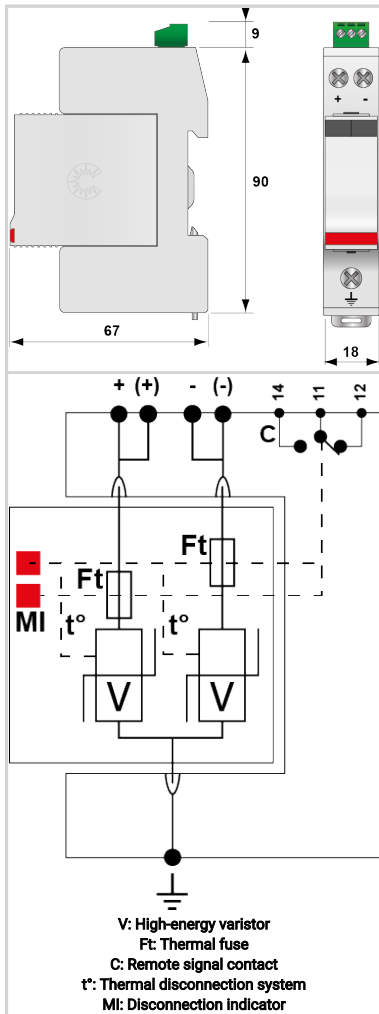 9
+ -
90
67
18
+ (+) - (-) 14 11 12
C
Ft
Ft
-
MI
t° t°
V V
V: High-energy varistor
Ft: Thermal fuse
C: Remote signal contact
t°: Thermal disconnection system
MI: Disconnection indicator